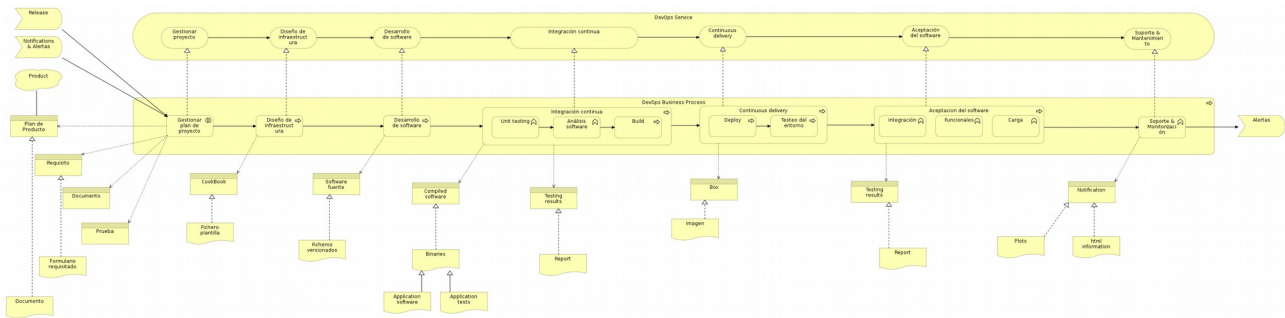 Release
DevOps Service
Gestionar
proyecto
Diseño de
infraestruct
ura
Desarrollo
de software
Integración continua
Continuous
delivery
Aceptación
del software
Soporte &
Mantenimien
to
Notifications
& Alertas
Product
DevOps Business Process
Plan de
Producto
Gestionar
plan de
proyecto
Diseño de
infraestruct
ura
Desarrollo
de software
Integración continua
Unit testing
Análisis
software
Build
Continuous delivery
Deploy
Testeo del
entorno
Aceptacion del software
Integración
Funcionales
Carga
Soporte &
Monitorizaci
ón
Alertas
Requisito
Documento
Prueba
CookBook
Software
fuente
Compiled
software
Testing
results
Box
Testing
results
Notification
Fichero
plantilla
Ficheros
versionados
Imagen
Plots
html
information
Formulario
requisitado
Binaries
Report
Report
Documento
Application
software
Application
tests